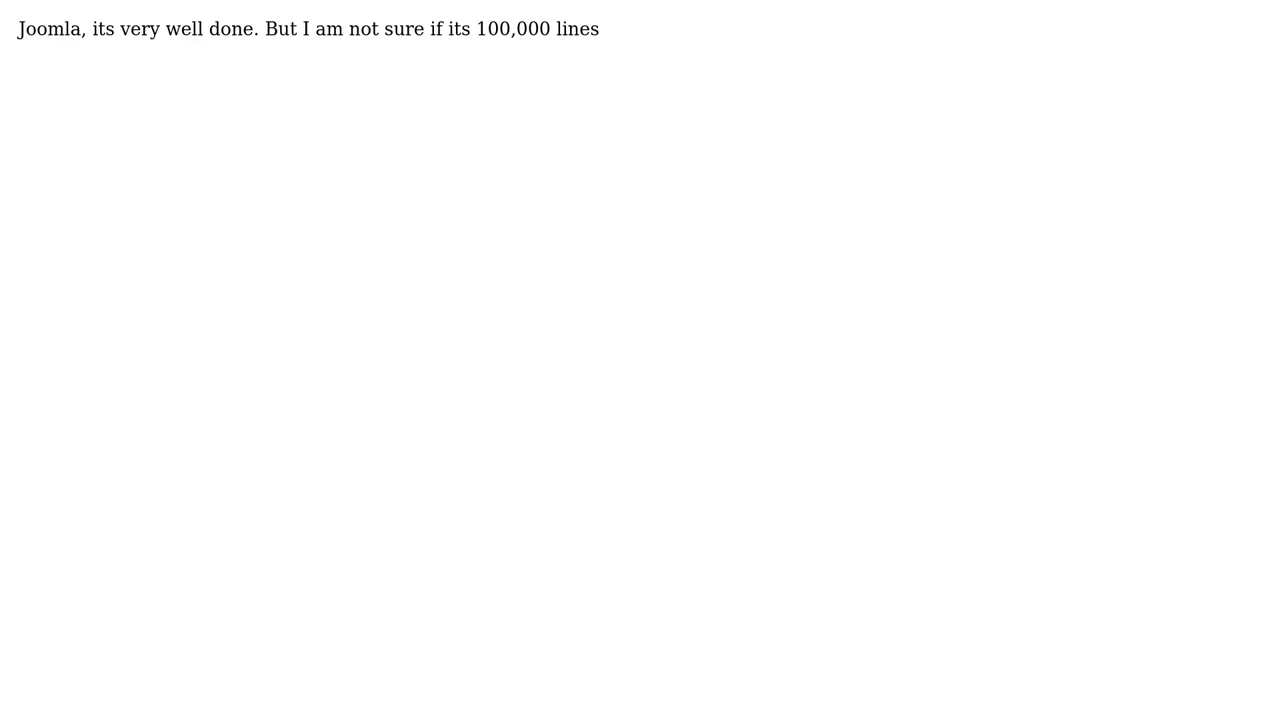 Joomla, its very well done. But I am not sure if its 100,000 lines